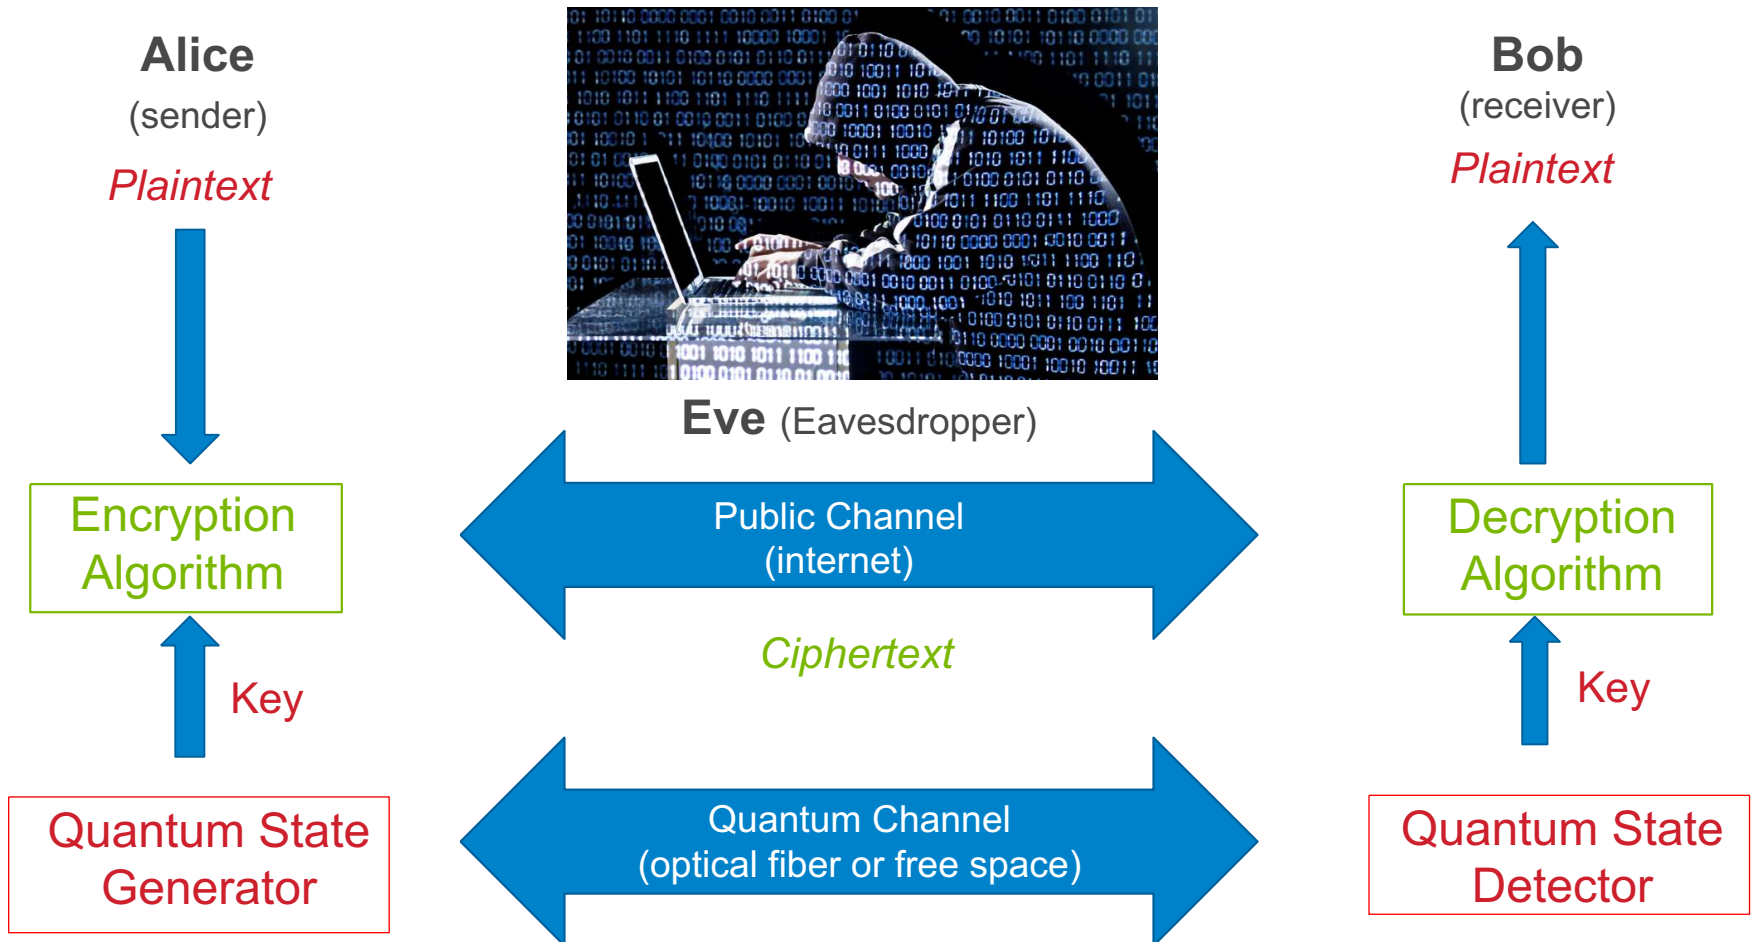 Alice
(sender)
Plaintext
Encryption
Algorithm
Key
Quantum State
Generator
Eve (Eavesdropper)
Public Channel
(internet)
Ciphertext
Quantum Channel
(optical fiber or free space)
Bob
(receiver)
Plaintext
Decryption
Algorithm
Key
Quantum State
Detector